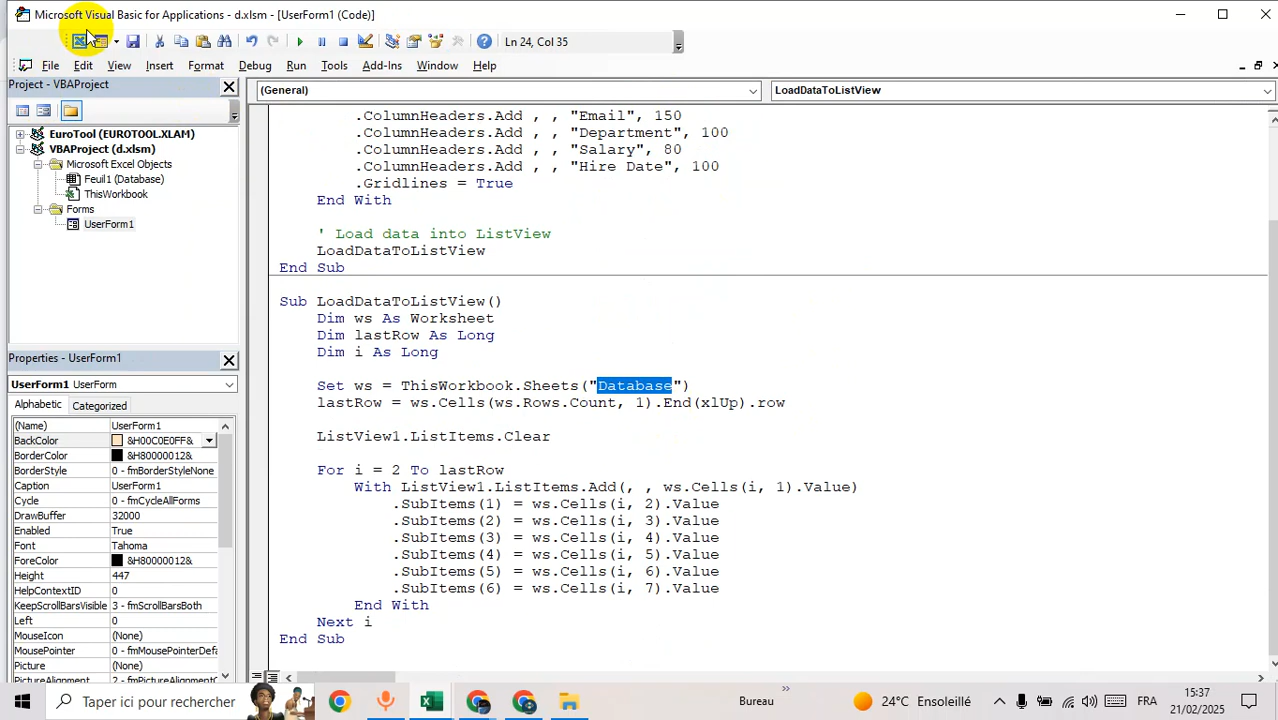 Microsoft Visual Basic for Applications - d.xlsm - [UserForm1 (Code)]
Ln 24, Col 35
File Edit View Insert Format Debug Run Tools Add-Ins Window Help
Project - VBAProject
EuroTool (EUROTOOL.XLAM)
VBAProject (d.xlsm)
Microsoft Excel Objects
Feuil1 (Database)
ThisWorkbook
Forms
UserForm1
Properties - UserForm1
UserForm1 UserForm
Alphabetic Categorized
(Name) UserForm1
BackColor &H00C0E0FF&
BorderColor &H80000012&
BorderStyle 0 - fmBorderStyleNone
Caption UserForm1
Cycle 0 - fmCycleAllForms
DrawBuffer 32000
Enabled True
Font Tahoma
ForeColor &H80000012&
Height 447
HelpContextID 0
KeepScrollBarsVisible 3 - fmScrollBarsBoth
Left 0
MouseIcon (None)
MousePointer 0 - fmMousePointerDefa
Picture (None)
PictureAlignment 2 - fmPictureAlignment
(General) LoadDataToListView
.ColumnHeaders.Add , , "Email", 150
.ColumnHeaders.Add , , "Department", 100
.ColumnHeaders.Add , , "Salary", 80
.ColumnHeaders.Add , , "Hire Date", 100
.Gridlines = True
End With
' Load data into ListView
LoadDataToListView
End Sub
Sub LoadDataToListView()
Dim ws As Worksheet
Dim lastRow As Long
Dim i As Long
Set ws = ThisWorkbook.Sheets("Database")
lastRow = ws.Cells(ws.Rows.Count, 1).End(xlUp).row
ListView1.ListItems.Clear
For i = 2 To lastRow
With ListView1.ListItems.Add(, , ws.Cells(i, 1).Value)
.SubItems(1) = ws.Cells(i, 2).Value
.SubItems(2) = ws.Cells(i, 3).Value
.SubItems(3) = ws.Cells(i, 4).Value
.SubItems(4) = ws.Cells(i, 5).Value
.SubItems(5) = ws.Cells(i, 6).Value
.SubItems(6) = ws.Cells(i, 7).Value
End With
Next i
End Sub
Taper ici pour rechercher
Bureau
24°C Ensoleillé
FRA
15:37
21/02/2025